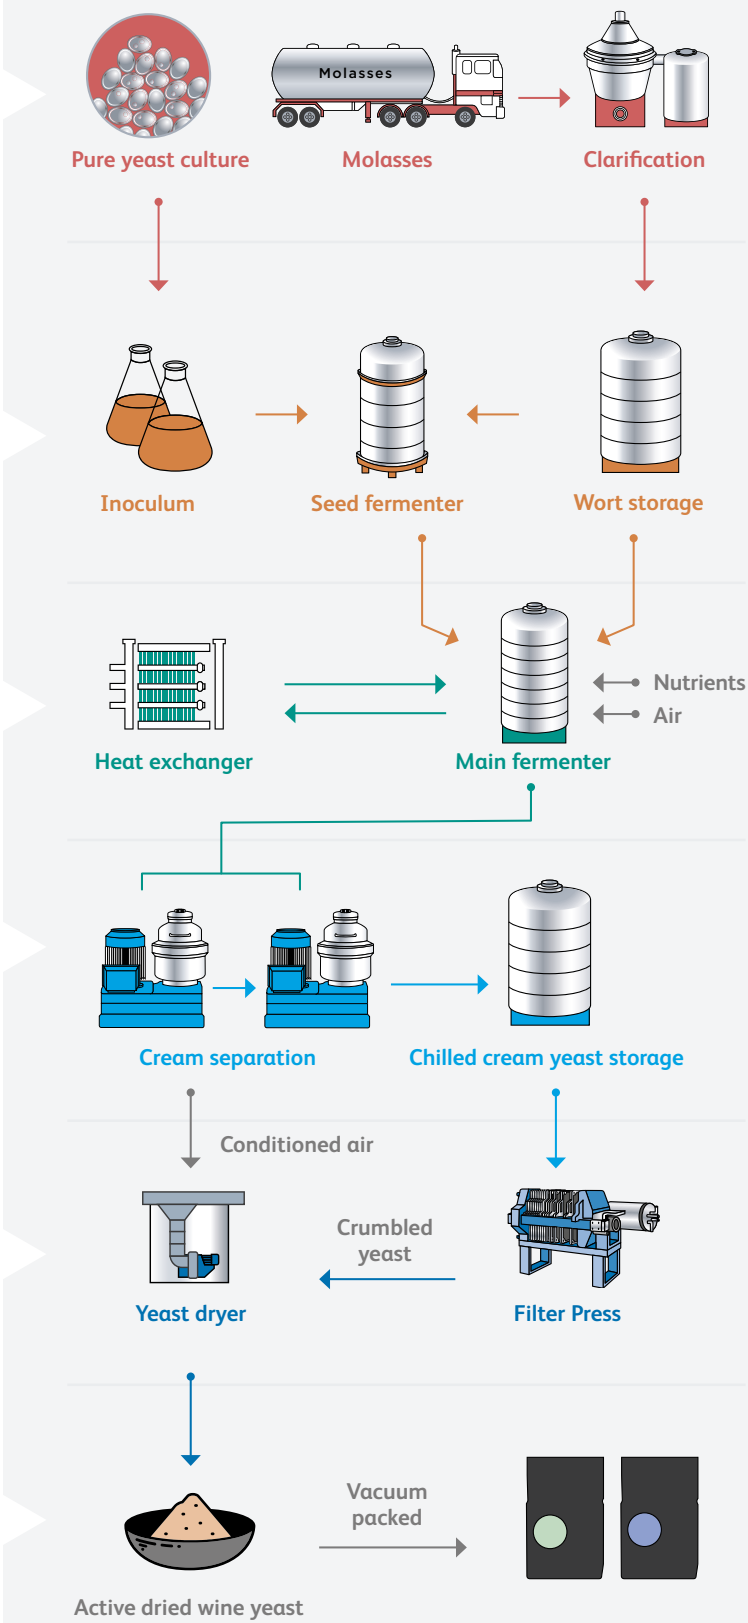 Molasses
Pure yeast culture
Molasses
Clarification
Inoculum
Seed fermenter
Wort storage
Nutrients
Air
Heat exchanger
Main fermenter
Cream separation
Chilled cream yeast storage
Conditioned air
Crumbled
yeast
Yeast dryer
Filter Press
Vacuum
packed
Active dried wine yeast